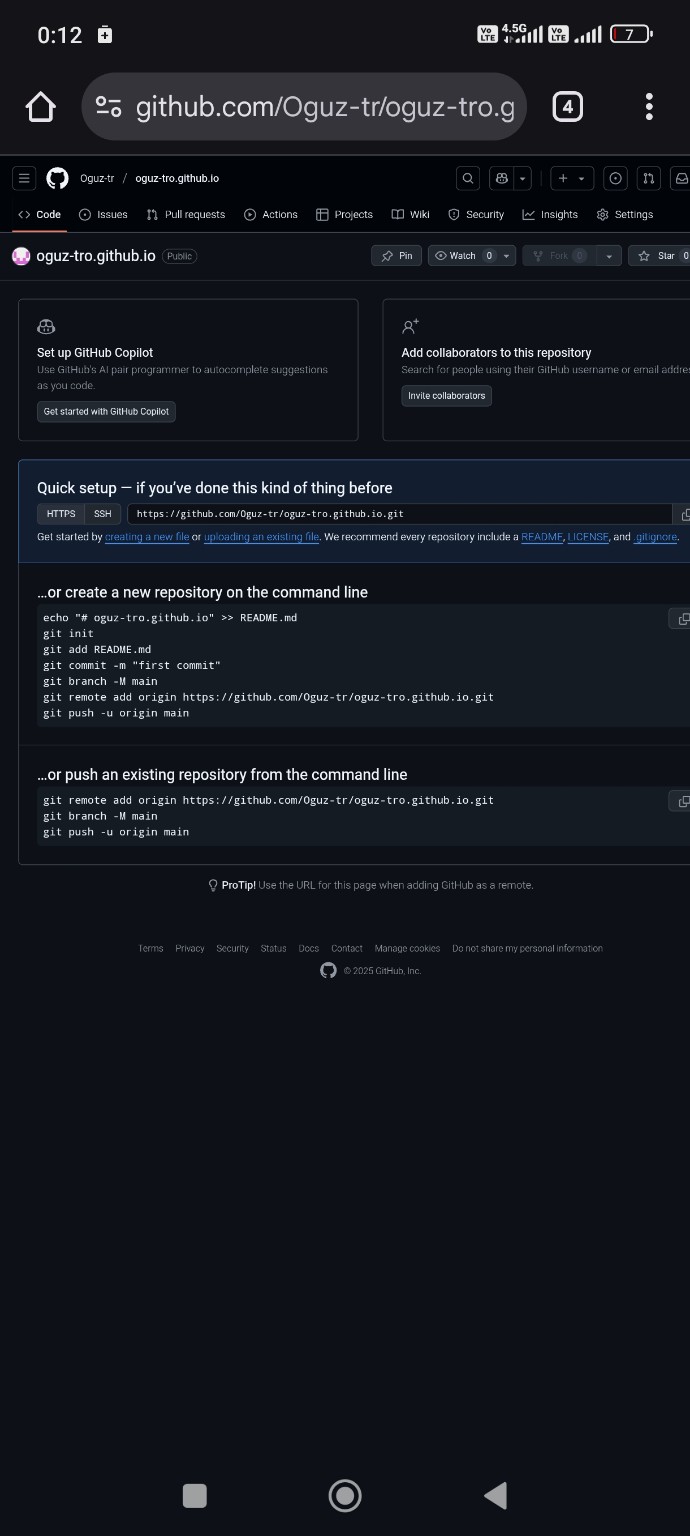 0:12
Vo LTE 4.5G Vo LTE 7
github.com/Oguz-tr/oguz-tro.g
4
Oguz-tr / oguz-tro.github.io
Code Issues Pull requests Actions Projects Wiki Security Insights Settings
oguz-tro.github.io Public Pin Watch 0 Fork 0 Star 0
Set up GitHub Copilot
Use GitHub's AI pair programmer to autocomplete suggestions
as you code.
Get started with GitHub Copilot
Add collaborators to this repository
Search for people using their GitHub username or email addre
Invite collaborators
Quick setup — if you've done this kind of thing before
HTTPS SSH https://github.com/Oguz-tr/oguz-tro.github.io.git
Get started by creating a new file or uploading an existing file. We recommend every repository include a README, LICENSE, and .gitignore.
…or create a new repository on the command line
echo "# oguz-tro.github.io" >> README.md
git init
git add README.md
git commit -m "first commit"
git branch -M main
git remote add origin https://github.com/Oguz-tr/oguz-tro.github.io.git
git push -u origin main
…or push an existing repository from the command line
git remote add origin https://github.com/Oguz-tr/oguz-tro.github.io.git
git branch -M main
git push -u origin main
ProTip! Use the URL for this page when adding GitHub as a remote.
Terms Privacy Security Status Docs Contact Manage cookies Do not share my personal information
© 2025 GitHub, Inc.